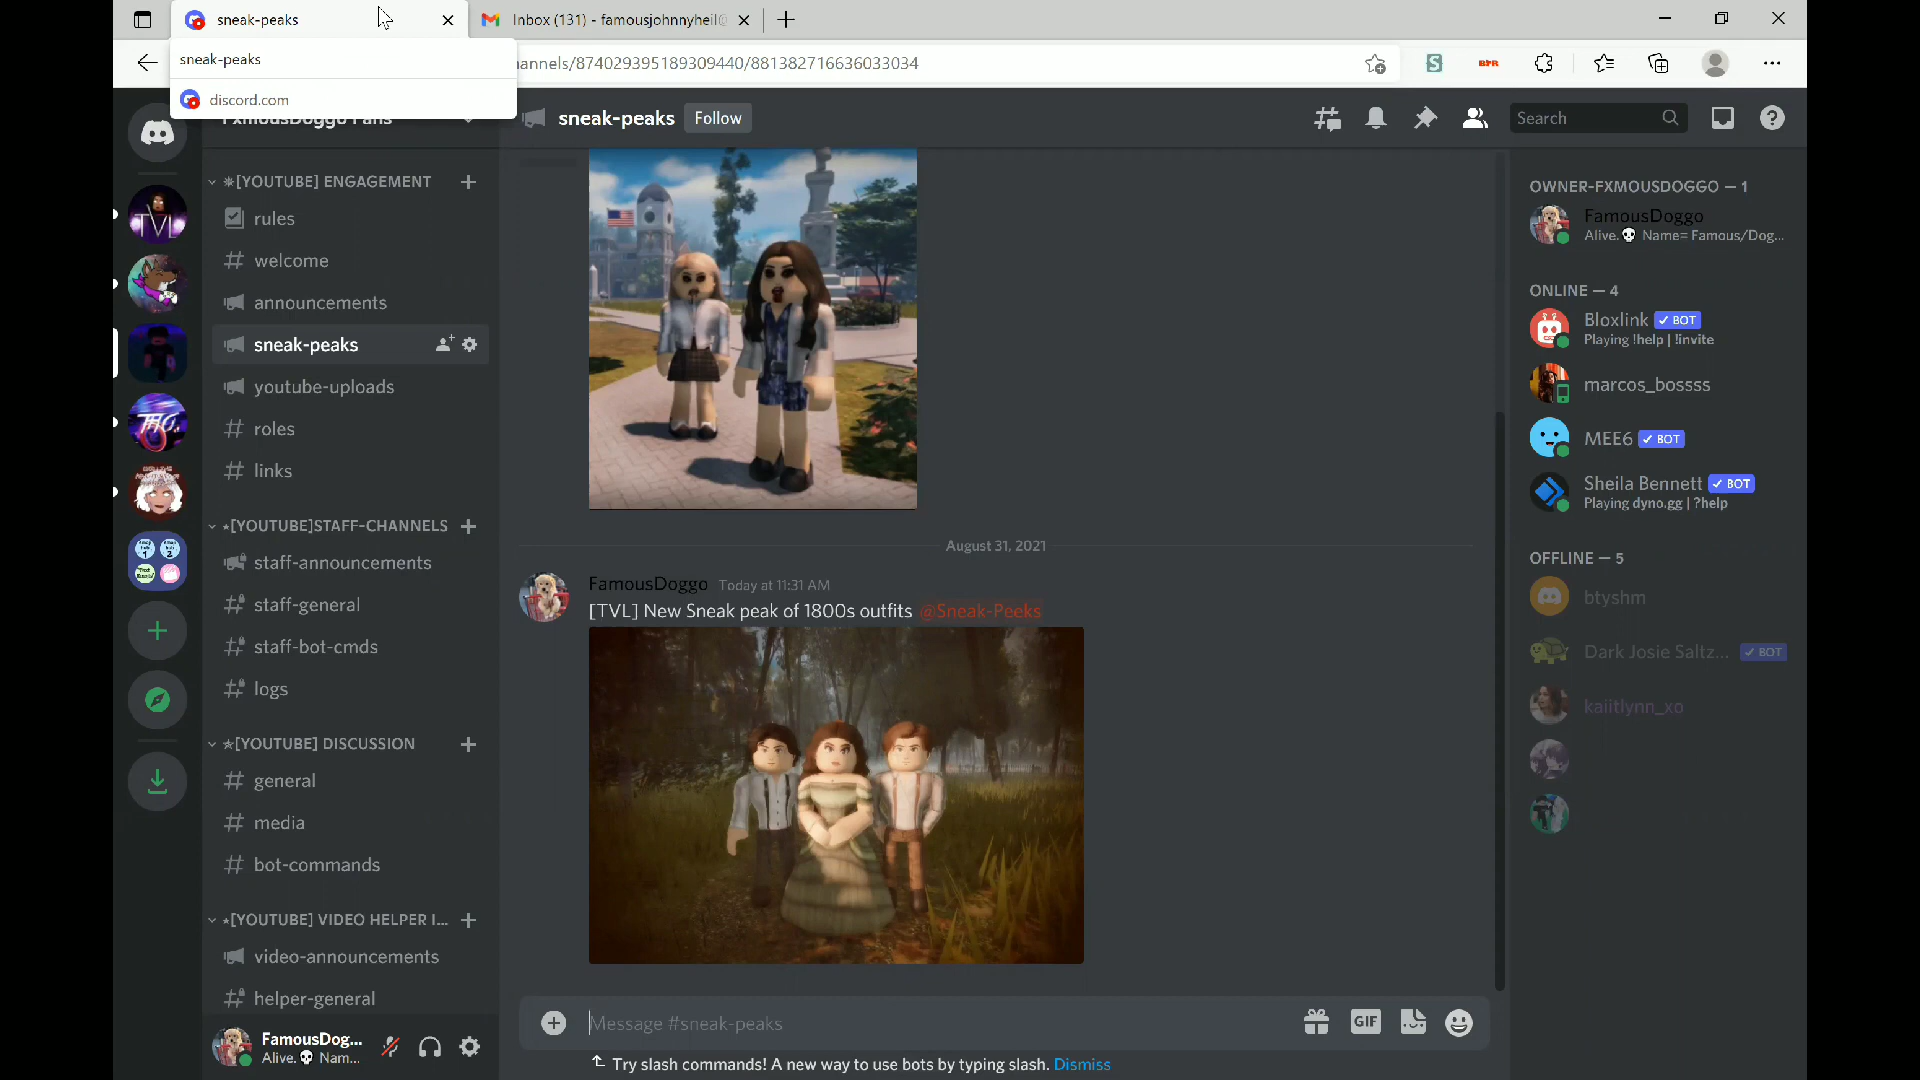 sneak-peaks
Inbox (131) - famousjohnnyheil@
sneak-peaks
annels/874029395189309440/881382716636033034
discord.com
FxmousDoggo Fans
sneak-peaks
Follow
Search
TVL
✵[YOUTUBE] ENGAGEMENT
rules
welcome
announcements
sneak-peaks
youtube-uploads
roles
links
⋆[YOUTUBE]STAFF-CHANNELS
staff-announcements
staff-general
staff-bot-cmds
logs
✯[YOUTUBE] DISCUSSION
general
media
bot-commands
⋆[YOUTUBE] VIDEO HELPER I...
video-announcements
helper-general
FamousDog...
Alive.💀 Nam...
August 31, 2021
FamousDoggo Today at 11:31 AM
[TVL] New Sneak peak of 1800s outfits @Sneak-Peeks
Message #sneak-peaks
GIF
Try slash commands! A new way to use bots by typing slash. Dismiss
OWNER-FXMOUSDOGGO — 1
FamousDoggo
Alive.💀 Name= Famous/Dog...
ONLINE — 4
Bloxlink ✓ BOT
Playing !help | !invite
marcos_bossss
MEE6 ✓ BOT
Sheila Bennett ✓ BOT
Playing dyno.gg | ?help
OFFLINE — 5
btyshm
Dark Josie Saltz... ✓ BOT
kaiitlynn_xo